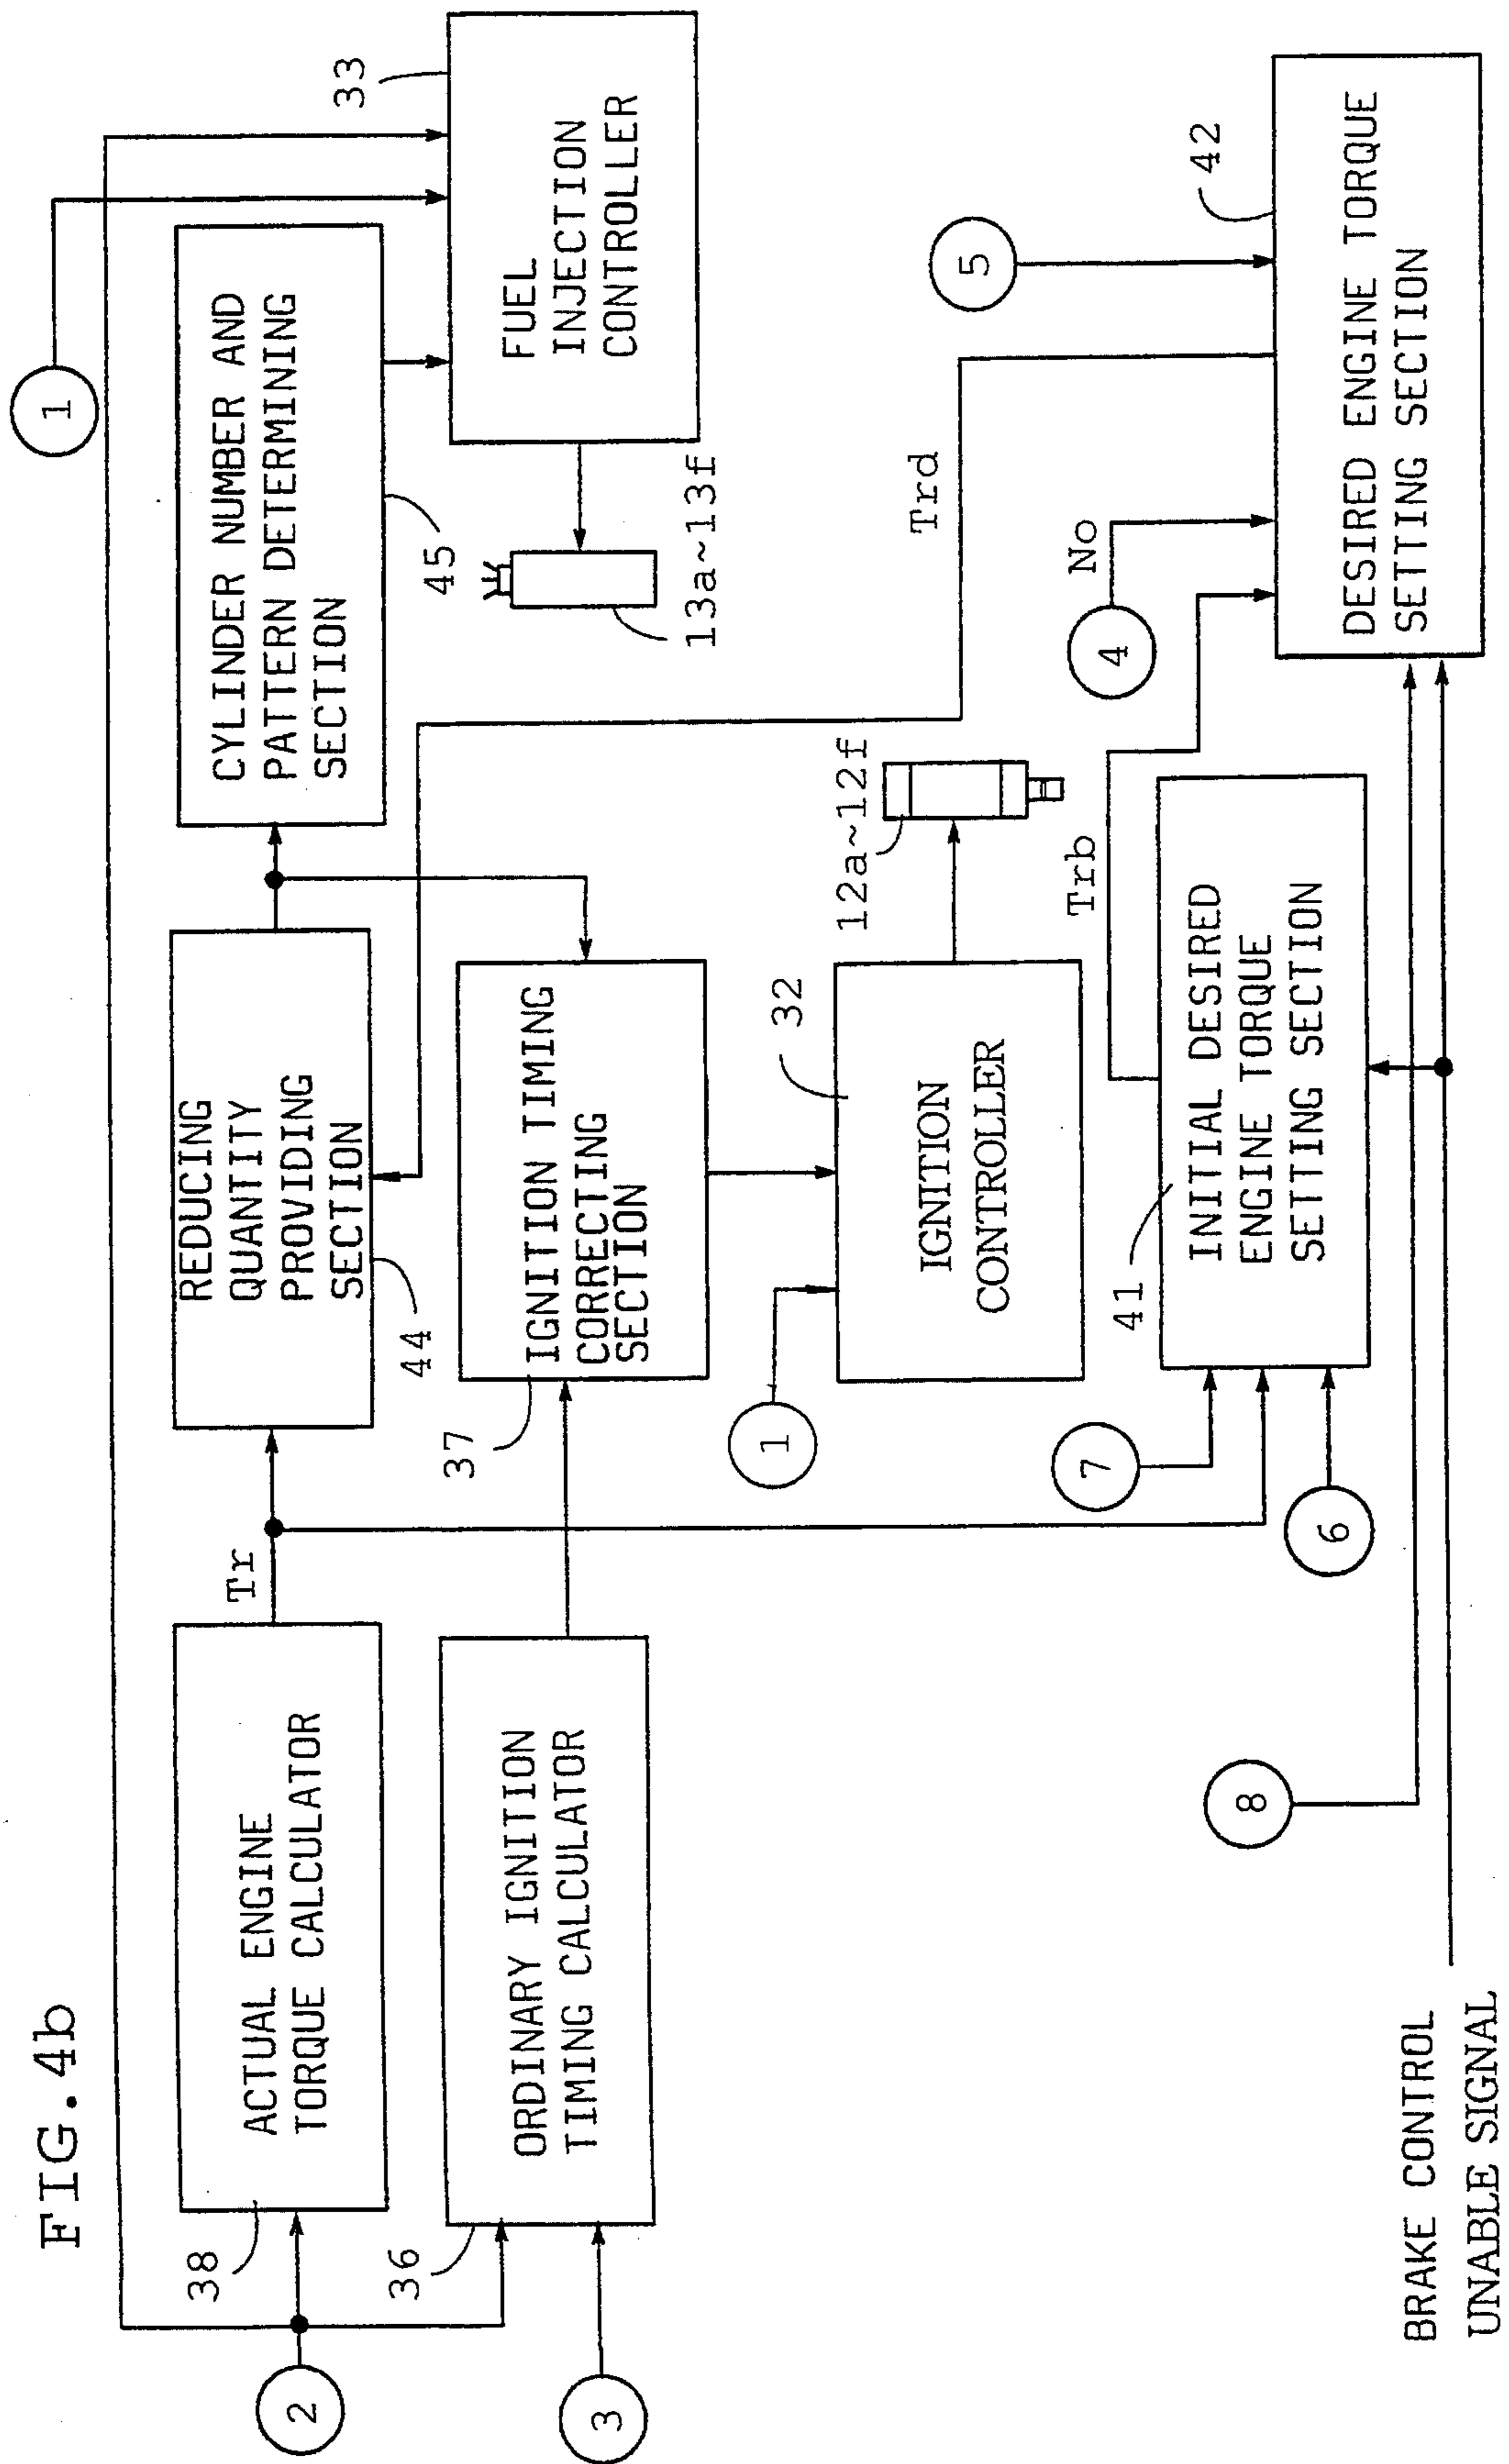 FIG.4b
2
38
ACTUAL ENGINE
TORQUE CALCULATOR
Tr
REDUCING
QUANTITY
PROVIDING
SECTION
44
CYLINDER NUMBER AND
PATTERN DETERMINING
SECTION
45
1
33
FUEL
INJECTION
CONTROLLER
13a~13f
3
36
ORDINARY IGNITION
TIMING CALCULATOR
37
IGNITION TIMING
CORRECTING
SECTION
1
32
IGNITION
CONTROLLER
12a~12f
Trd
7
6
41
INITIAL DESIRED
ENGINE TORQUE
SETTING SECTION
Trb
4
No
5
42
DESIRED ENGINE TORQUE
SETTING SECTION
8
BRAKE CONTROL
UNABLE SIGNAL